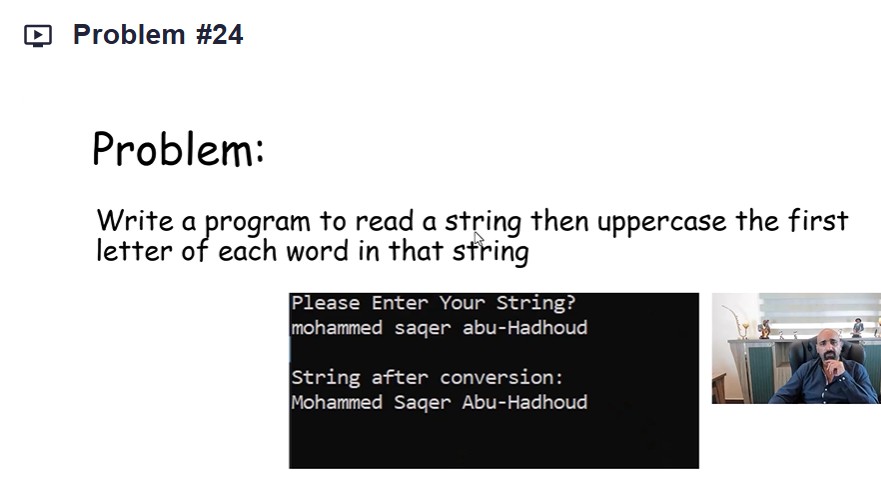 Problem #24
Problem:
Write a program to read a string then uppercase the first
letter of each word in that string
Please Enter Your String?
mohammed saqer abu-Hadhoud
String after conversion:
Mohammed Saqer Abu-Hadhoud